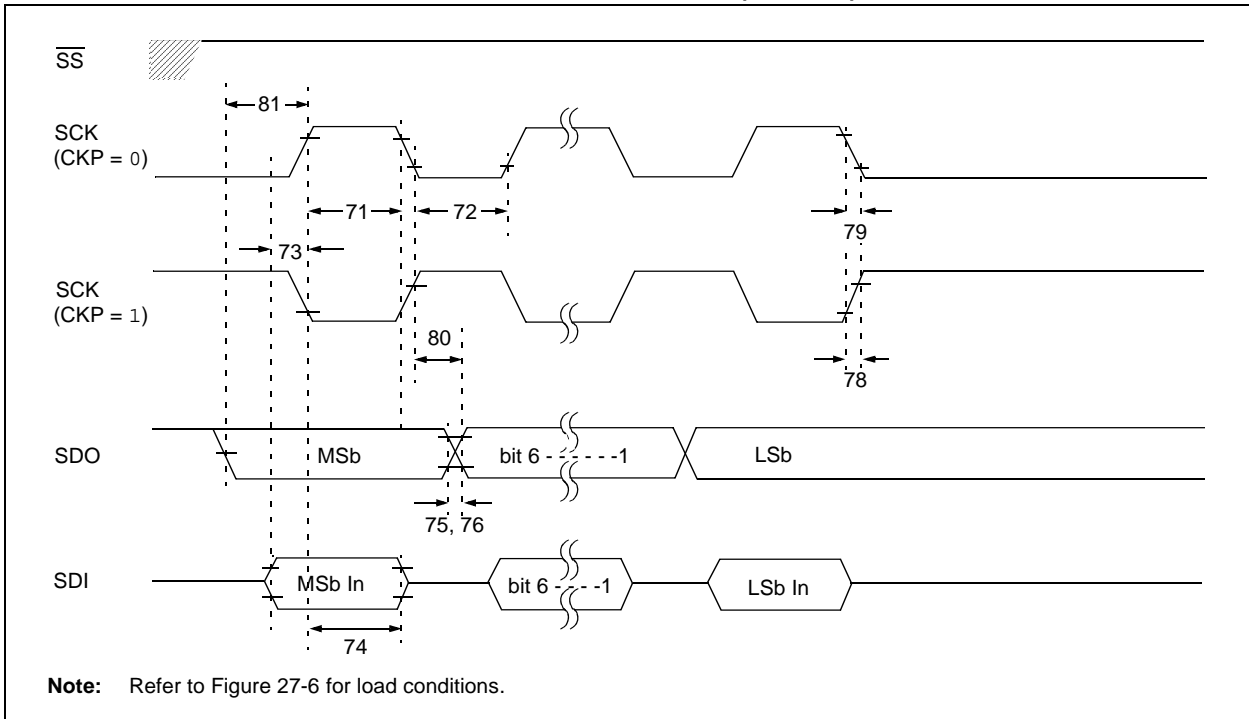 SS
81
SCK
(CKP = 0)
71
72
79
73
SCK
(CKP = 1)
80
78
SDO
MSb
bit 6 - - - - - -1
LSb
75, 76
SDI
MSb In
bit 6 - - - - -1
LSb In
74
Note: Refer to Figure 27-6 for load conditions.